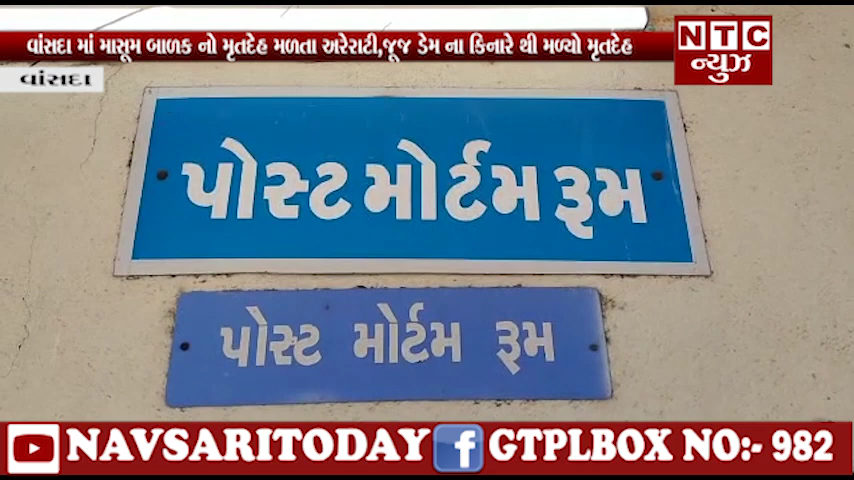 વાંસદા માં માસૂમ બાળક નો મૃતદેહ મળતા અરેરાટી,જૂજ ડેમ ના કિનારે થી મળ્યો મૃતદેહ
NTC
ન્યુઝ
વાંસદા
પોસ્ટ મોર્ટમ રૂમ
પોસ્ટ મોર્ટમ રૂમ
NAVSARITODAY f GTPLBOX NO:- 982